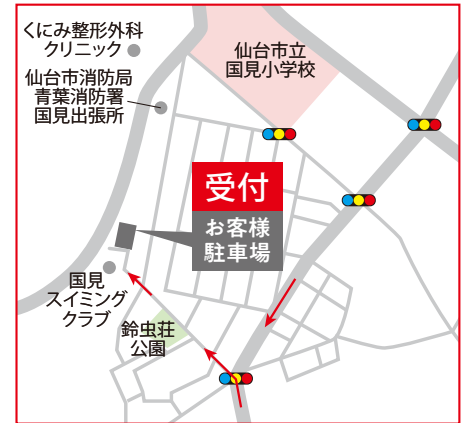 くにみ整形外科
クリニック
仙台市消防局
青葉消防署
国見出張所
仙台市立
国見小学校
受付
お客様
駐車場
国見
スイミング
クラブ
鈴虫荘
公園